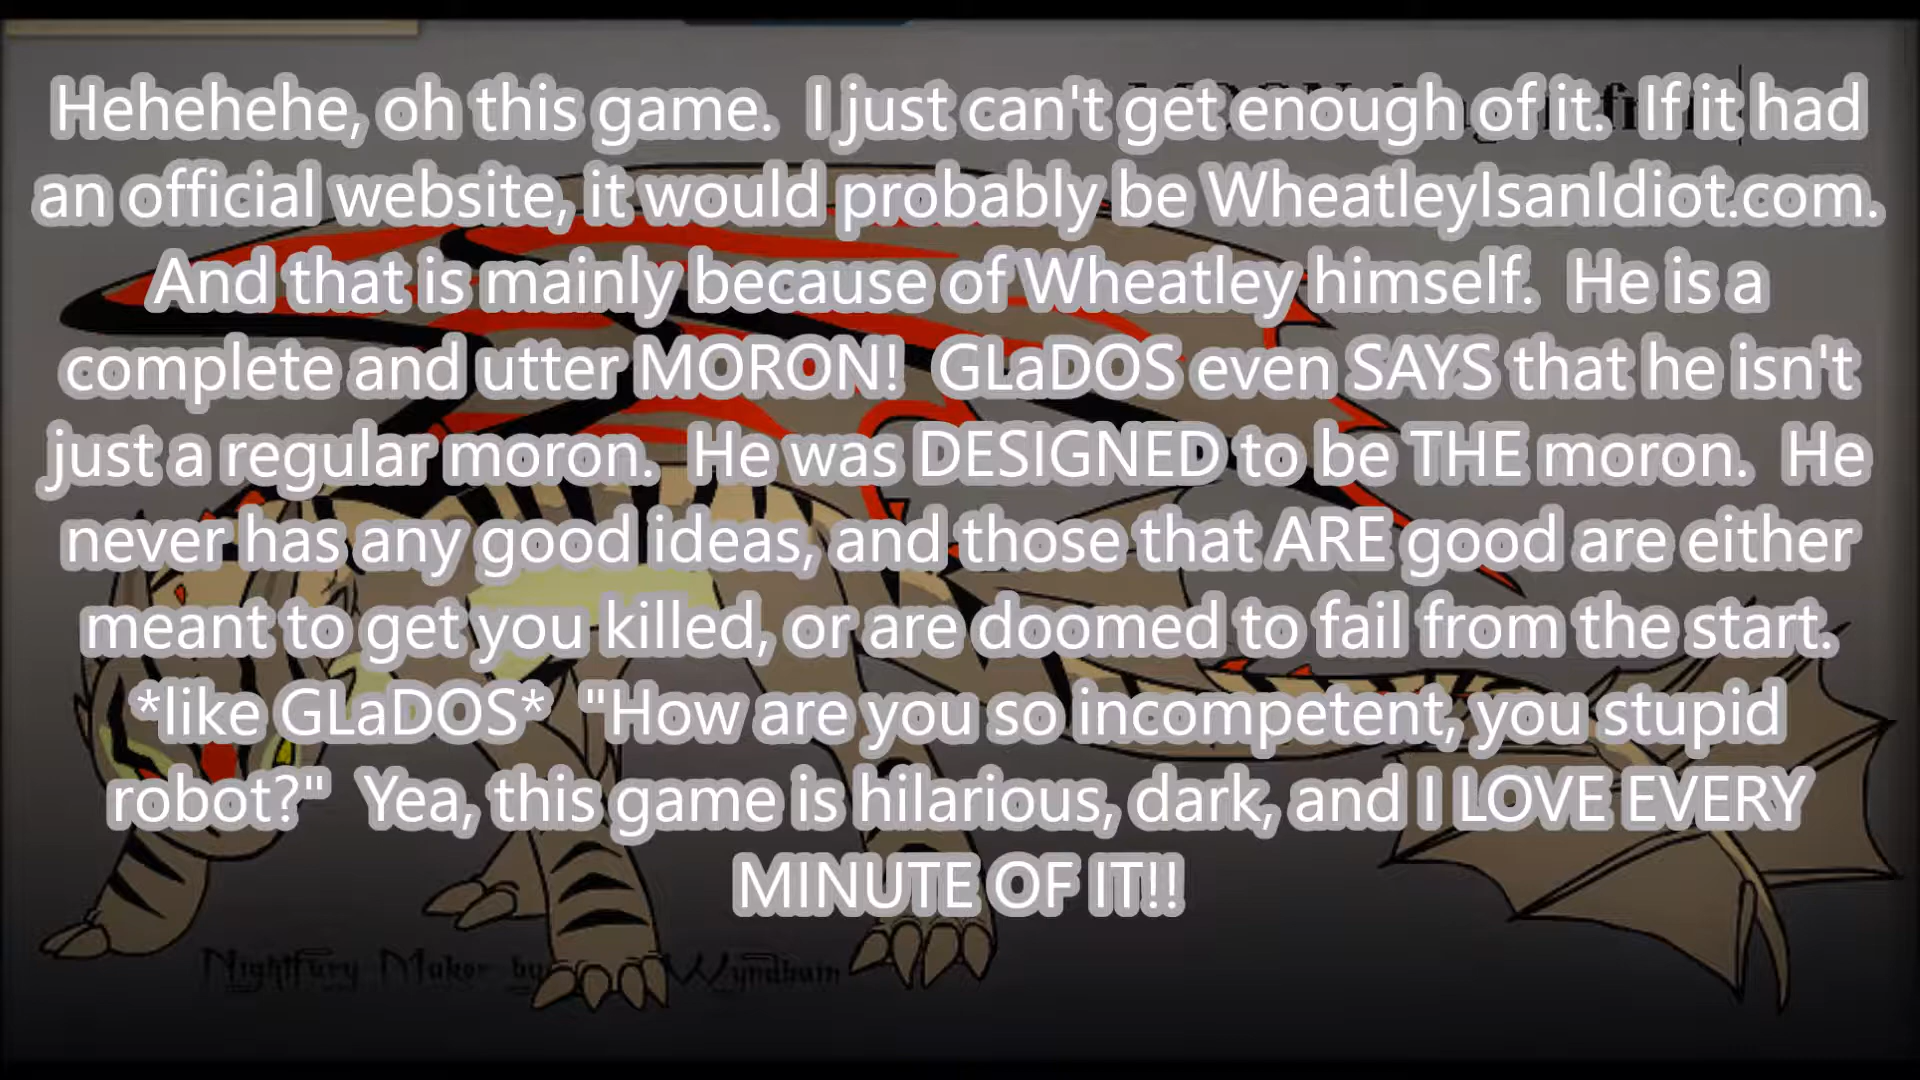 Hehehehe, oh this game.  I just can't get enough of it.  If it had
an official website, it would probably be WheatleyIsanIdiot.com.
And that is mainly because of Wheatley himself.  He is a
complete and utter MORON!  GLaDOS even SAYS that he isn't
just a regular moron.  He was DESIGNED to be THE moron.  He
never has any good ideas, and those that ARE good are either
meant to get you killed, or are doomed to fail from the start.
*like GLaDOS*  "How are you so incompetent, you stupid
robot?"  Yea, this game is hilarious, dark, and I LOVE EVERY
MINUTE OF IT!!
NightFury Maker by Wyndbain